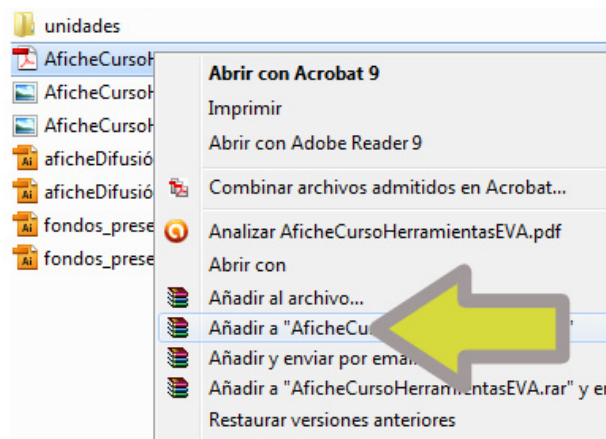 unidades
AficheCursoH
AficheCursoH
AficheCursoH
aficheDifusió
aficheDifusió
fondos_prese
fondos_prese
Abrir con Acrobat 9
Imprimir
Abrir con Adobe Reader 9
Combinar archivos admitidos en Acrobat...
Analizar AficheCursoHerramientasEVA.pdf
Abrir con
Añadir al archivo...
Añadir a "AficheCu
Añadir y enviar por ema
Añadir a "AficheCursoHerramientasEVA.rar" y e
Restaurar versiones anteriores